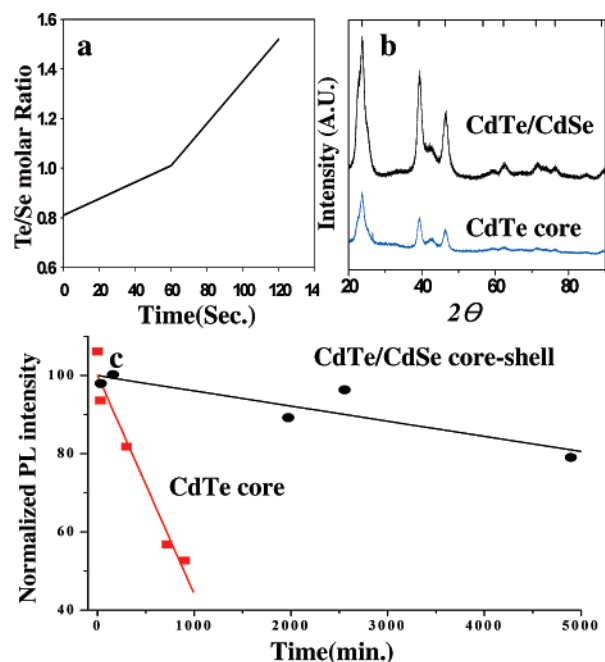 a
Te/Se molar Ratio
1.6
1.4
1.2
1.0
0.8
0.6
0 20 40 60 80 100 120 14
Time(Sec.)
b
Intensity (A.U.)
CdTe/CdSe
CdTe core
20 40 60 80
2Θ
c
Normalized PL intensity
100
80
60
40
CdTe/CdSe core-shell
CdTe core
0 1000 2000 3000 4000 5000
Time(min.)